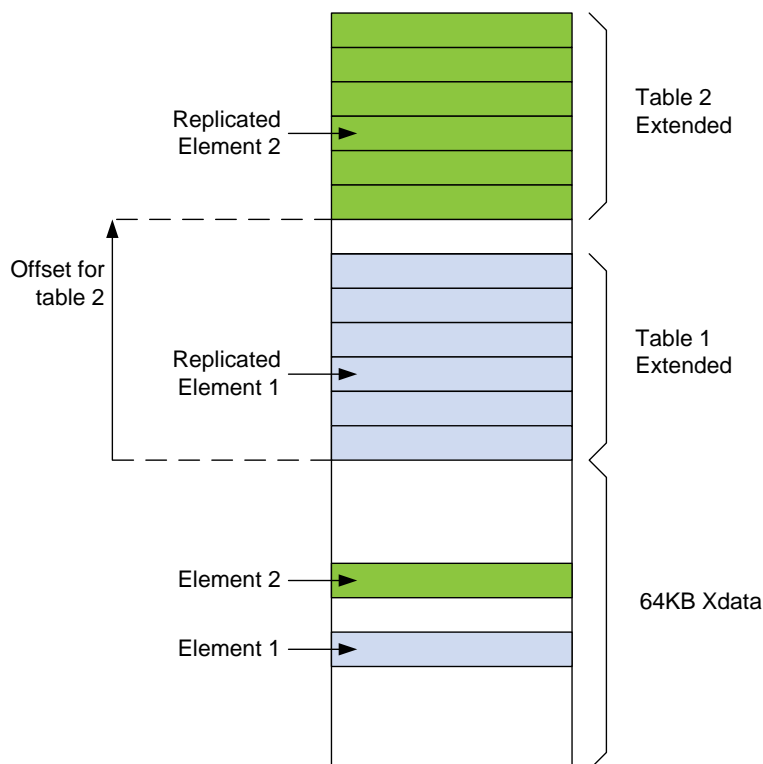 Table 2
Extended
Replicated
Element 2
Offset for
table 2
Table 1
Extended
Replicated
Element 1
Element 2
64KB Xdata
Element 1